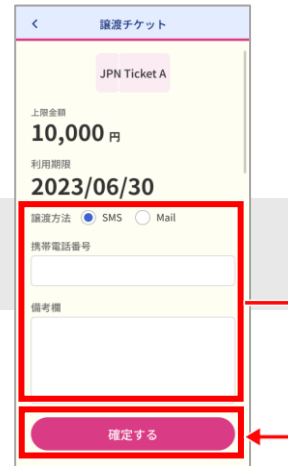 譲渡チケット
JPN Ticket A
上限金額
10,000 円
利用期限
2023/06/30
譲渡方法 SMS Mail
携帯電話番号
備考欄
確定する